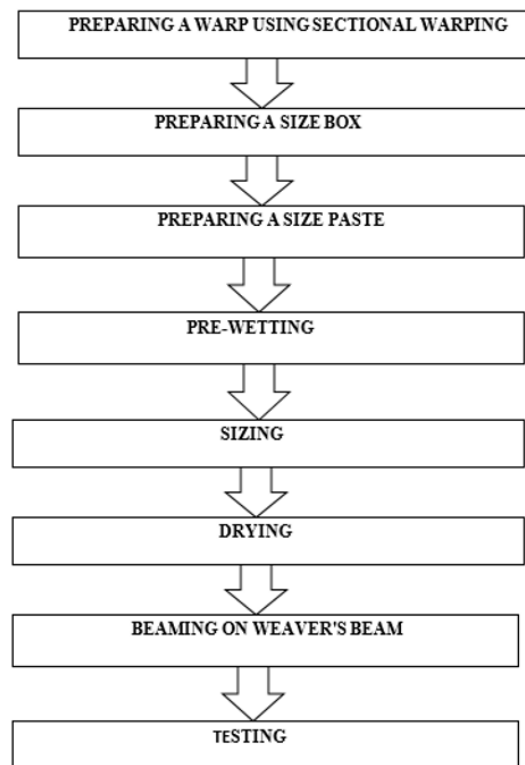 PREPARING A WARP USING SECTIONAL WARPING
PREPARING A SIZE BOX
PREPARING A SIZE PASTE
PRE-WETTING
SIZING
DRYING
BEAMING ON WEAVER'S BEAM
TESTING